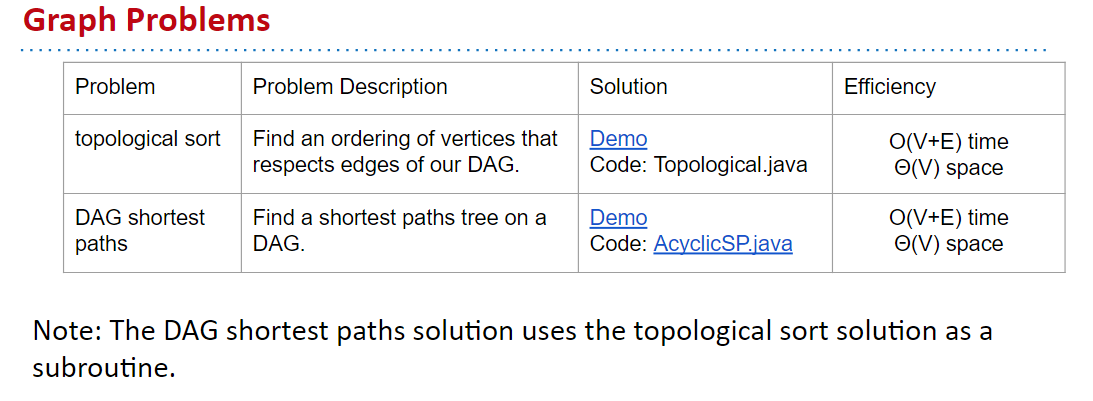 Graph Problems
Problem
Problem Description
Solution
Efficiency
topological sort
Find an ordering of vertices that
respects edges of our DAG.
Demo
Code: Topological.java
O(V+E) time
Θ(V) space
DAG shortest
paths
Find a shortest paths tree on a
DAG.
Demo
Code: AcyclicSP.java
O(V+E) time
Θ(V) space
Note: The DAG shortest paths solution uses the topological sort solution as a
subroutine.